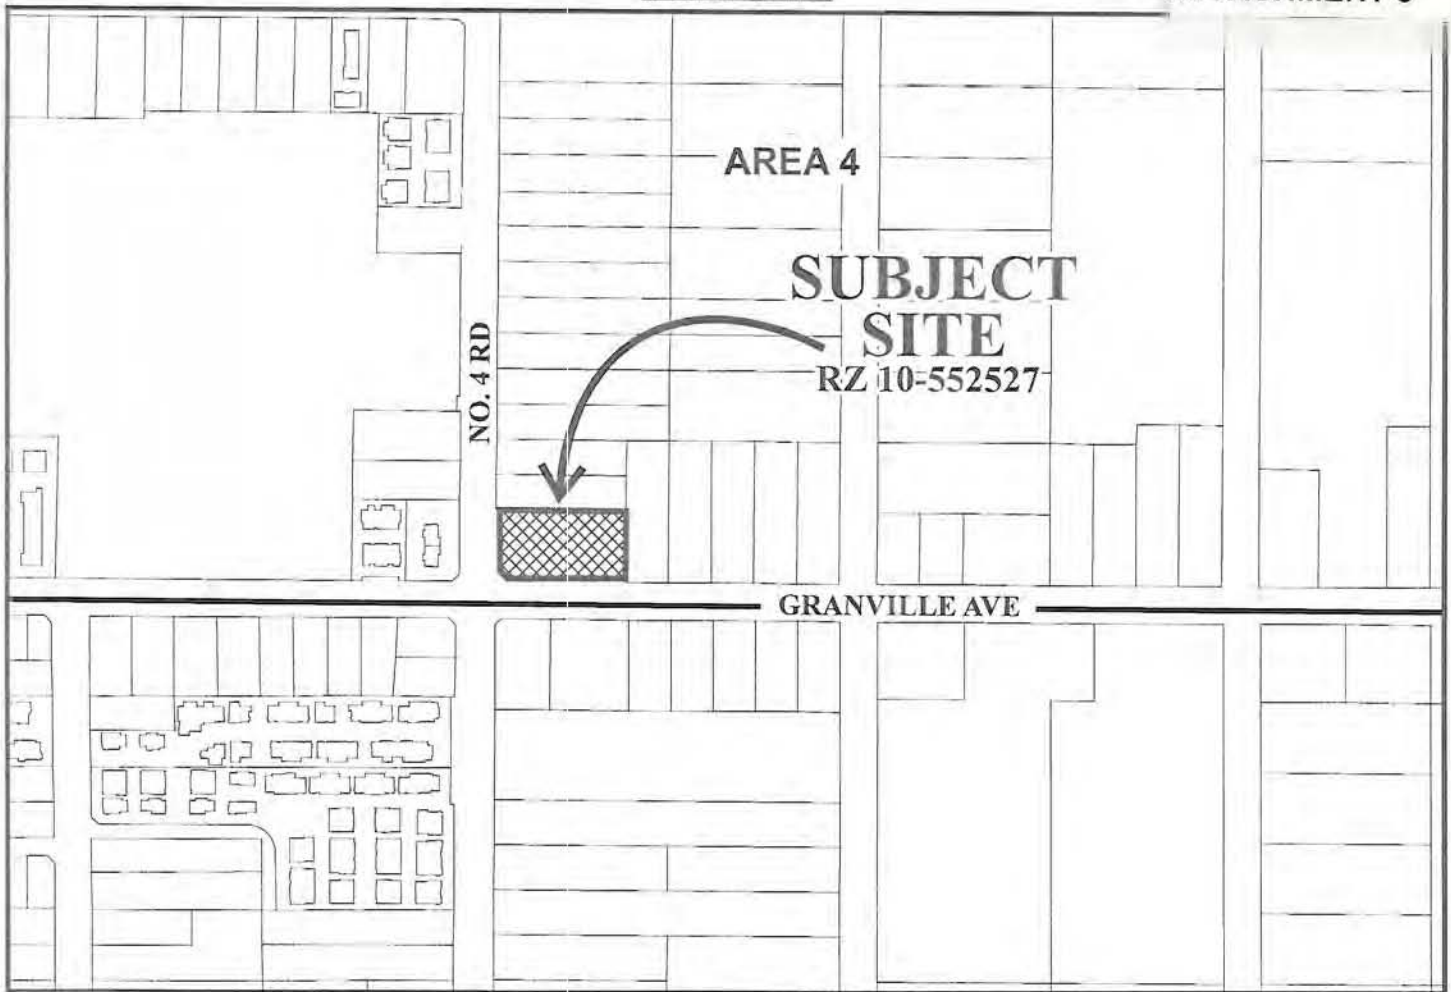 AREA 4
SUBJECT
SITE
RZ 10-552527
NO. 4 RD
GRANVILLE AVE